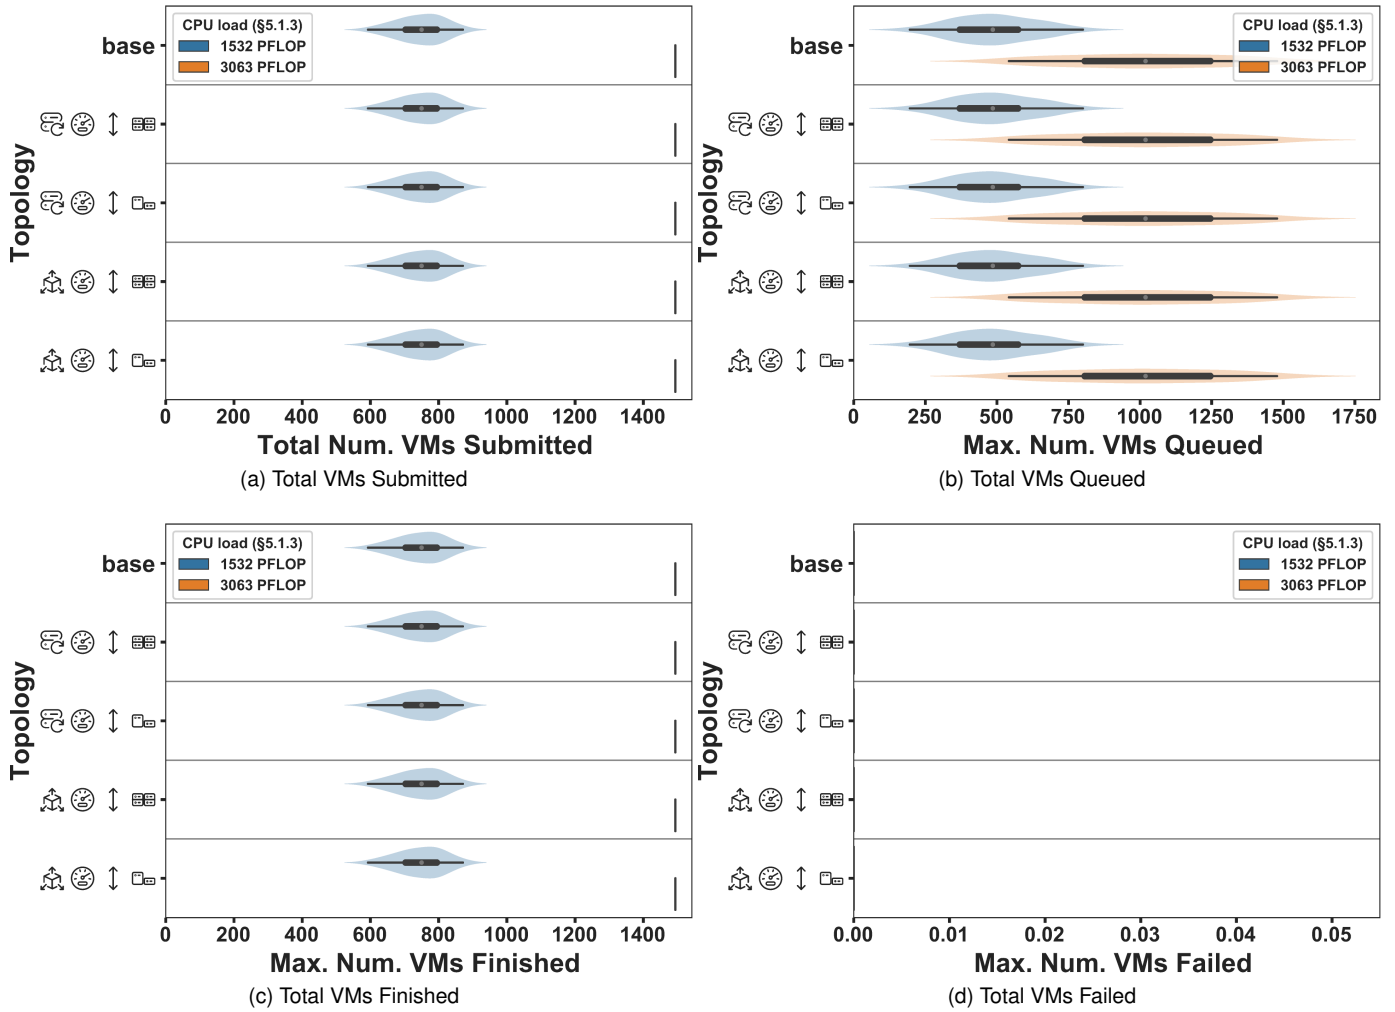 CPU load (§5.1.3)
1532 PFLOP
3063 PFLOP
base
Topology
0 200 400 600 800 1000 1200 1400
Total Num. VMs Submitted
(a) Total VMs Submitted
CPU load (§5.1.3)
1532 PFLOP
3063 PFLOP
base
Topology
0 250 500 750 1000 1250 1500 1750
Max. Num. VMs Queued
(b) Total VMs Queued
CPU load (§5.1.3)
1532 PFLOP
3063 PFLOP
base
Topology
0 200 400 600 800 1000 1200 1400
Max. Num. VMs Finished
(c) Total VMs Finished
CPU load (§5.1.3)
1532 PFLOP
3063 PFLOP
base
Topology
0.00 0.01 0.02 0.03 0.04 0.05
Max. Num. VMs Failed
(d) Total VMs Failed